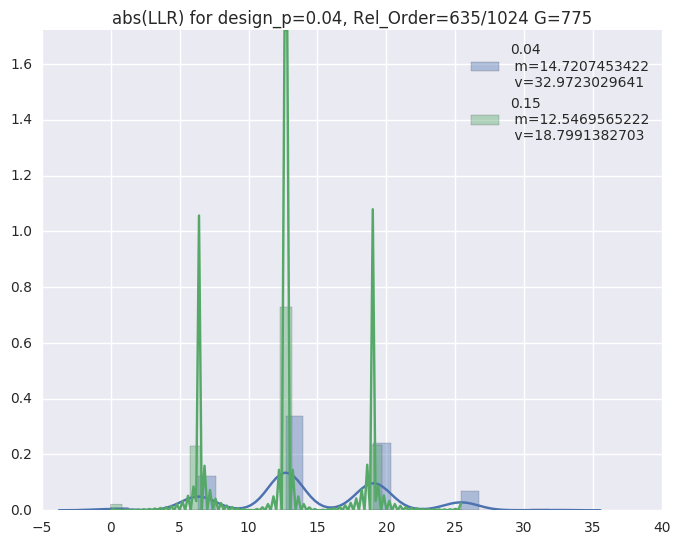 abs(LLR) for design_p=0.04, Rel_Order=635/1024 G=775
0.04
m=14.7207453422
v=32.9723029641
0.15
m=12.5469565222
v=18.7991382703
1.6
1.4
1.2
1.0
0.8
0.6
0.4
0.2
0.0
−5 0 5 10 15 20 25 30 35 40